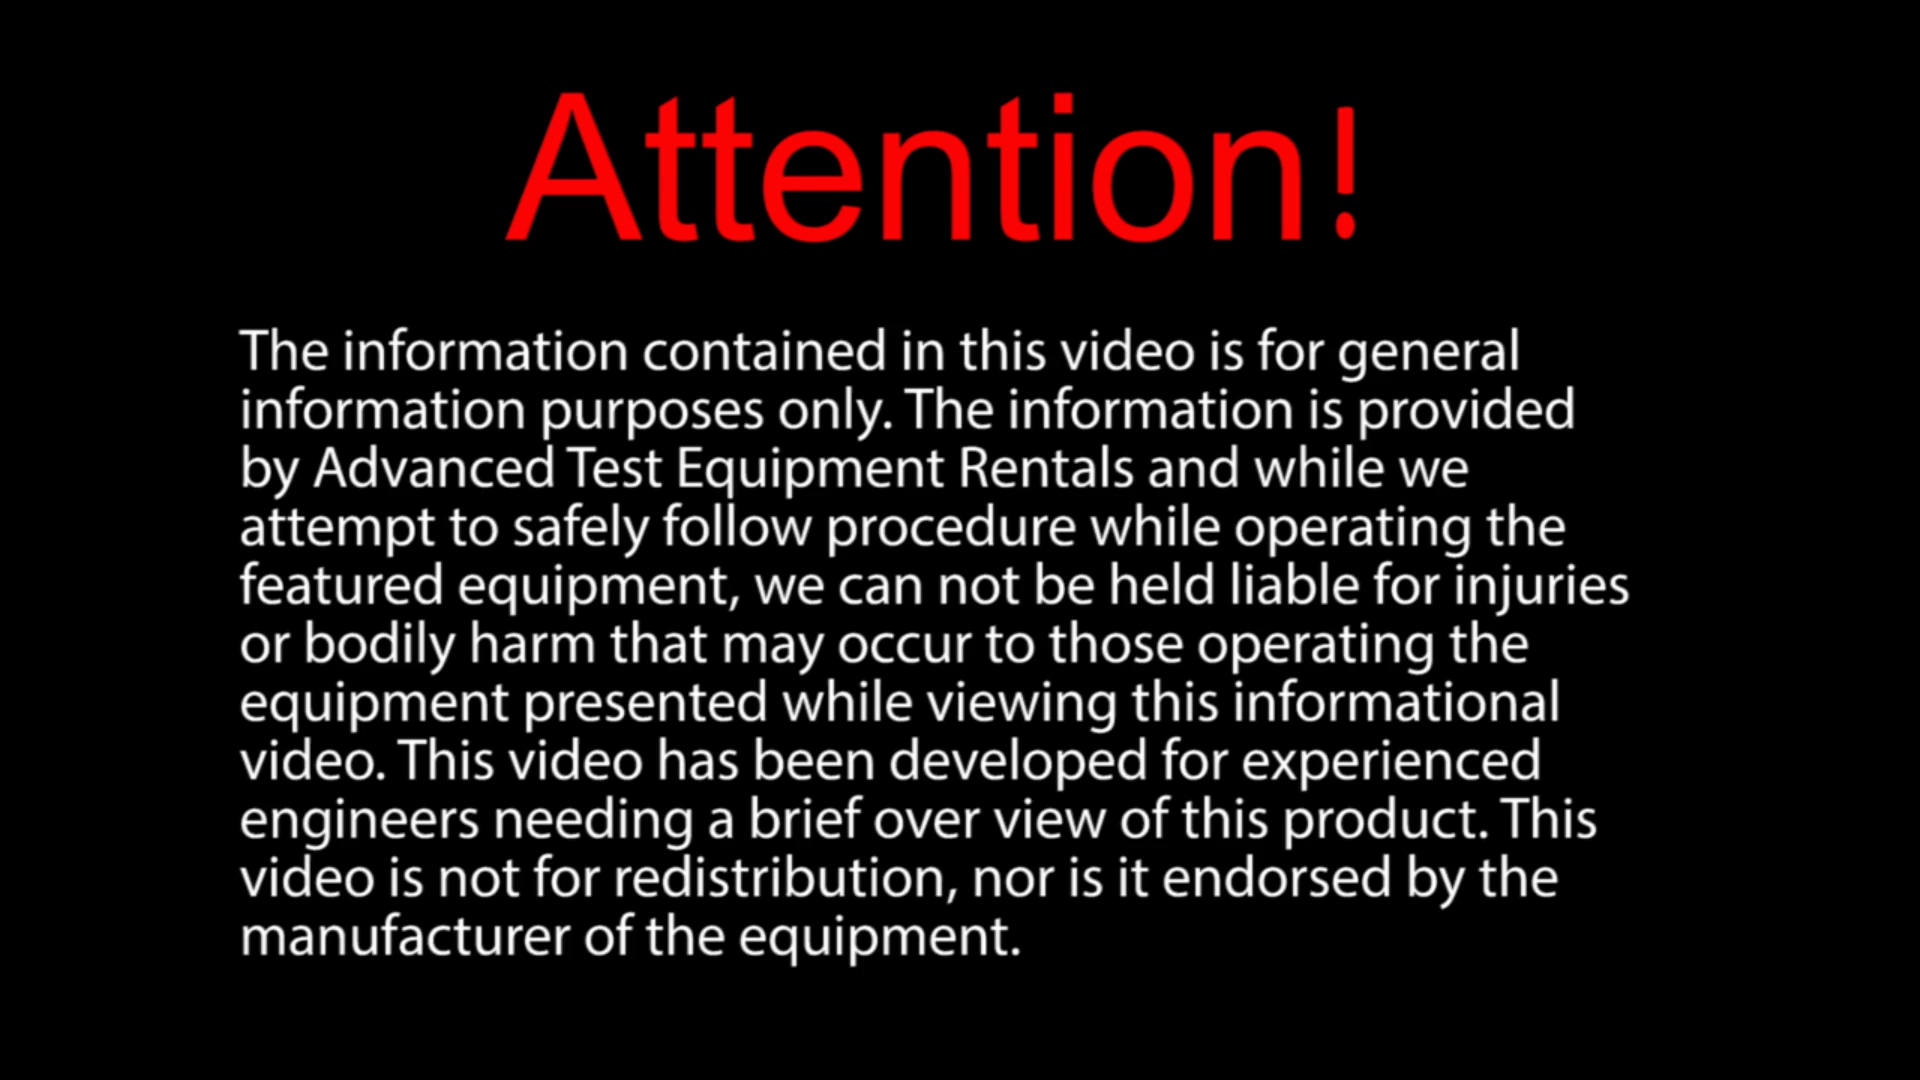 Attention!
The information contained in this video is for general
information purposes only. The information is provided
by Advanced Test Equipment Rentals and while we
attempt to safely follow procedure while operating the
featured equipment, we can not be held liable for injuries
or bodily harm that may occur to those operating the
equipment presented while viewing this informational
video. This video has been developed for experienced
engineers needing a brief over view of this product. This
video is not for redistribution, nor is it endorsed by the
manufacturer of the equipment.